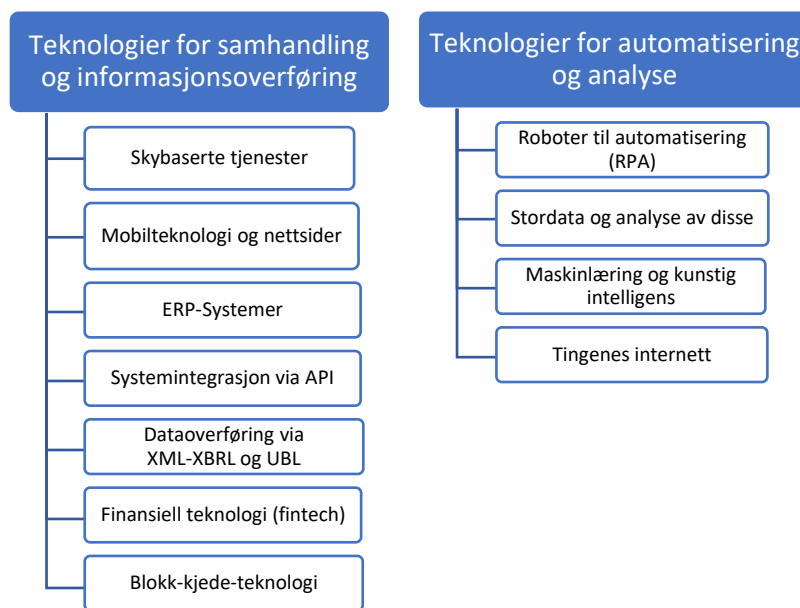 Teknologier for samhandling
og informasjonsoverføring
Skybaserte tjenester
Mobilteknologi og nettsider
ERP-Systemer
Systemintegrasjon via API
Dataoverføring via
XML-XBRL og UBL
Finansiell teknologi (fintech)
Blokk-kjede-teknologi
Teknologier for automatisering
og analyse
Roboter til automatisering
(RPA)
Stordata og analyse av disse
Maskinlæring og kunstig
intelligens
Tingenes internett